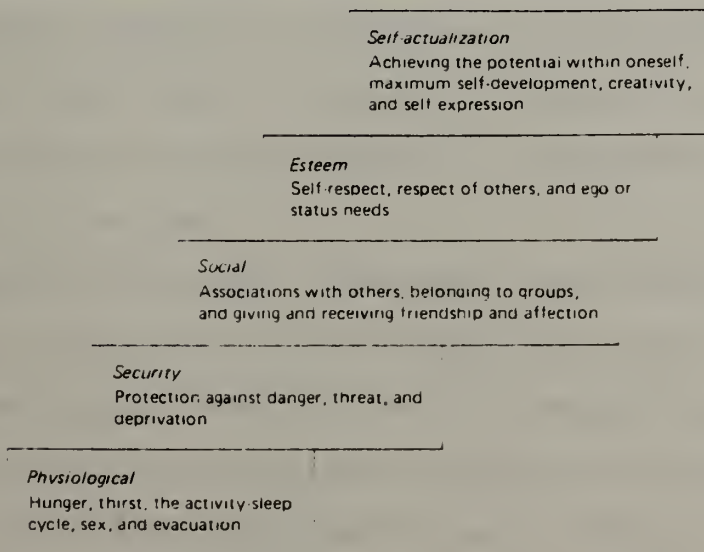 Self-actualization
Achieving the potential within oneself,
maximum self-development, creativity,
and self expression
Esteem
Self-respect, respect of others, and ego or
status needs
Social
Associations with others, belonging to groups,
and giving and receiving friendship and affection
Security
Protection against danger, threat, and
deprivation
Physiological
Hunger, thirst, the activity-sleep
cycle, sex, and evacuation